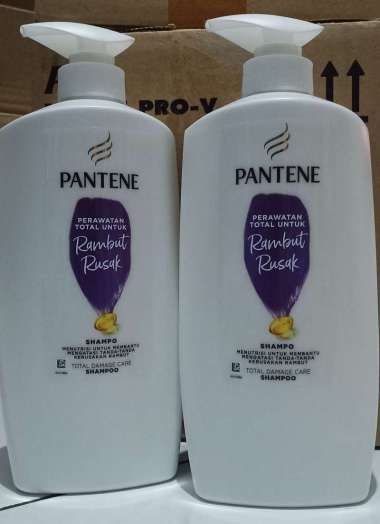 PRO-V
PANTENE
PERAWATAN
TOTAL UNTUK
Rambut
Rusak
SHAMPO
MENUTRISI UNTUK MEMBANTU
MENGATASI TANDA-TANDA
KERUSAKAN RAMBUT
TOTAL DAMAGE CARE
SHAMPOO
PANTENE
PERAWATAN
TOTAL UNTUK
Rambut
Rusak
SHAMPO
MENUTRISI UNTUK MEMBANTU
MENGATASI TANDA-TANDA
KERUSAKAN RAMBUT
TOTAL DAMAGE CARE
SHAMPOO